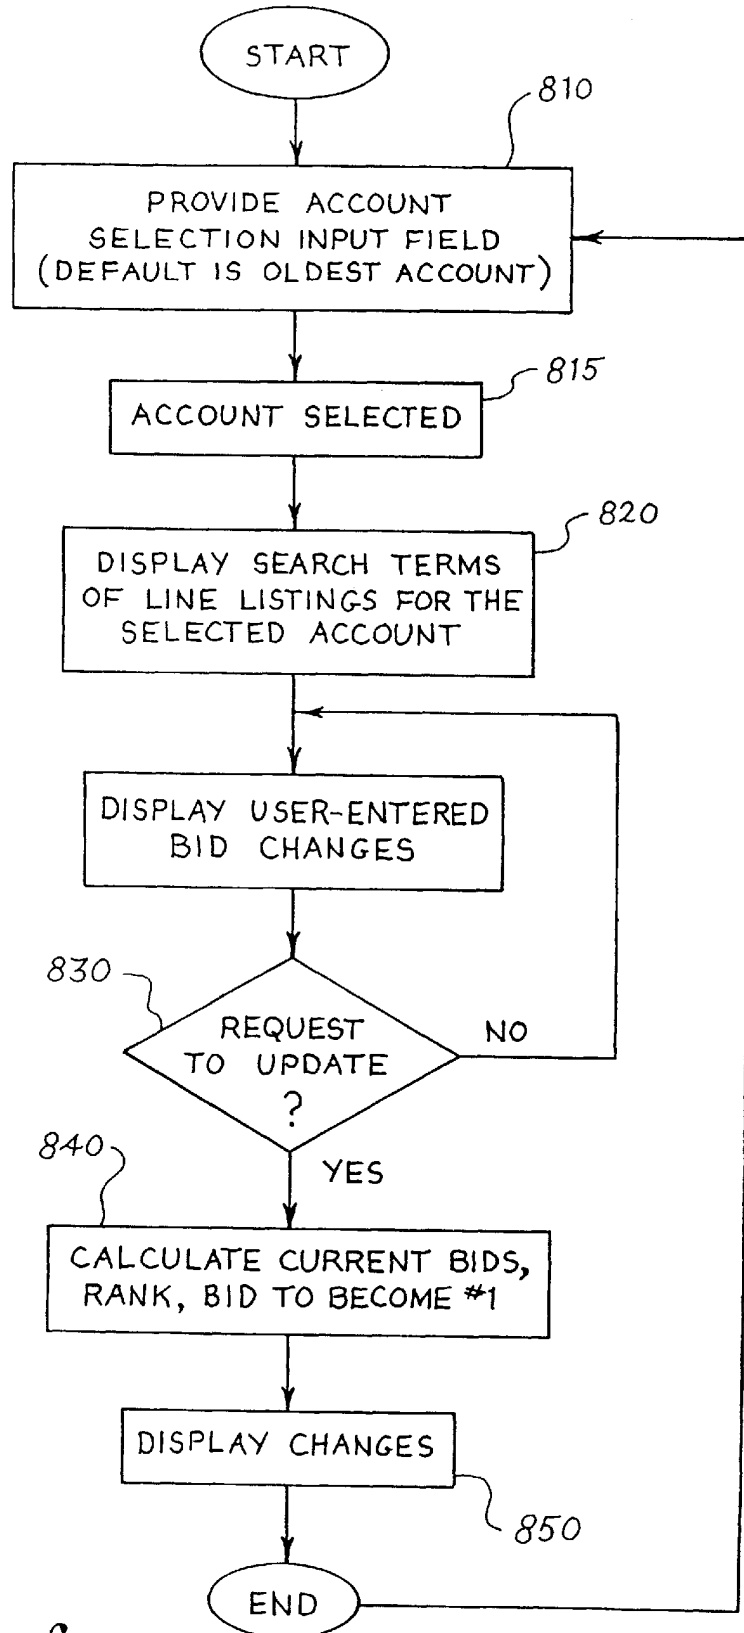 START
810
PROVIDE ACCOUNT
SELECTION INPUT FIELD
(DEFAULT IS OLDEST ACCOUNT)
815
ACCOUNT SELECTED
820
DISPLAY SEARCH TERMS
OF LINE LISTINGS FOR THE
SELECTED ACCOUNT
DISPLAY USER-ENTERED
BID CHANGES
830
REQUEST
TO UPDATE
?
NO
840
YES
CALCULATE CURRENT BIDS,
RANK, BID TO BECOME #1
DISPLAY CHANGES
850
END